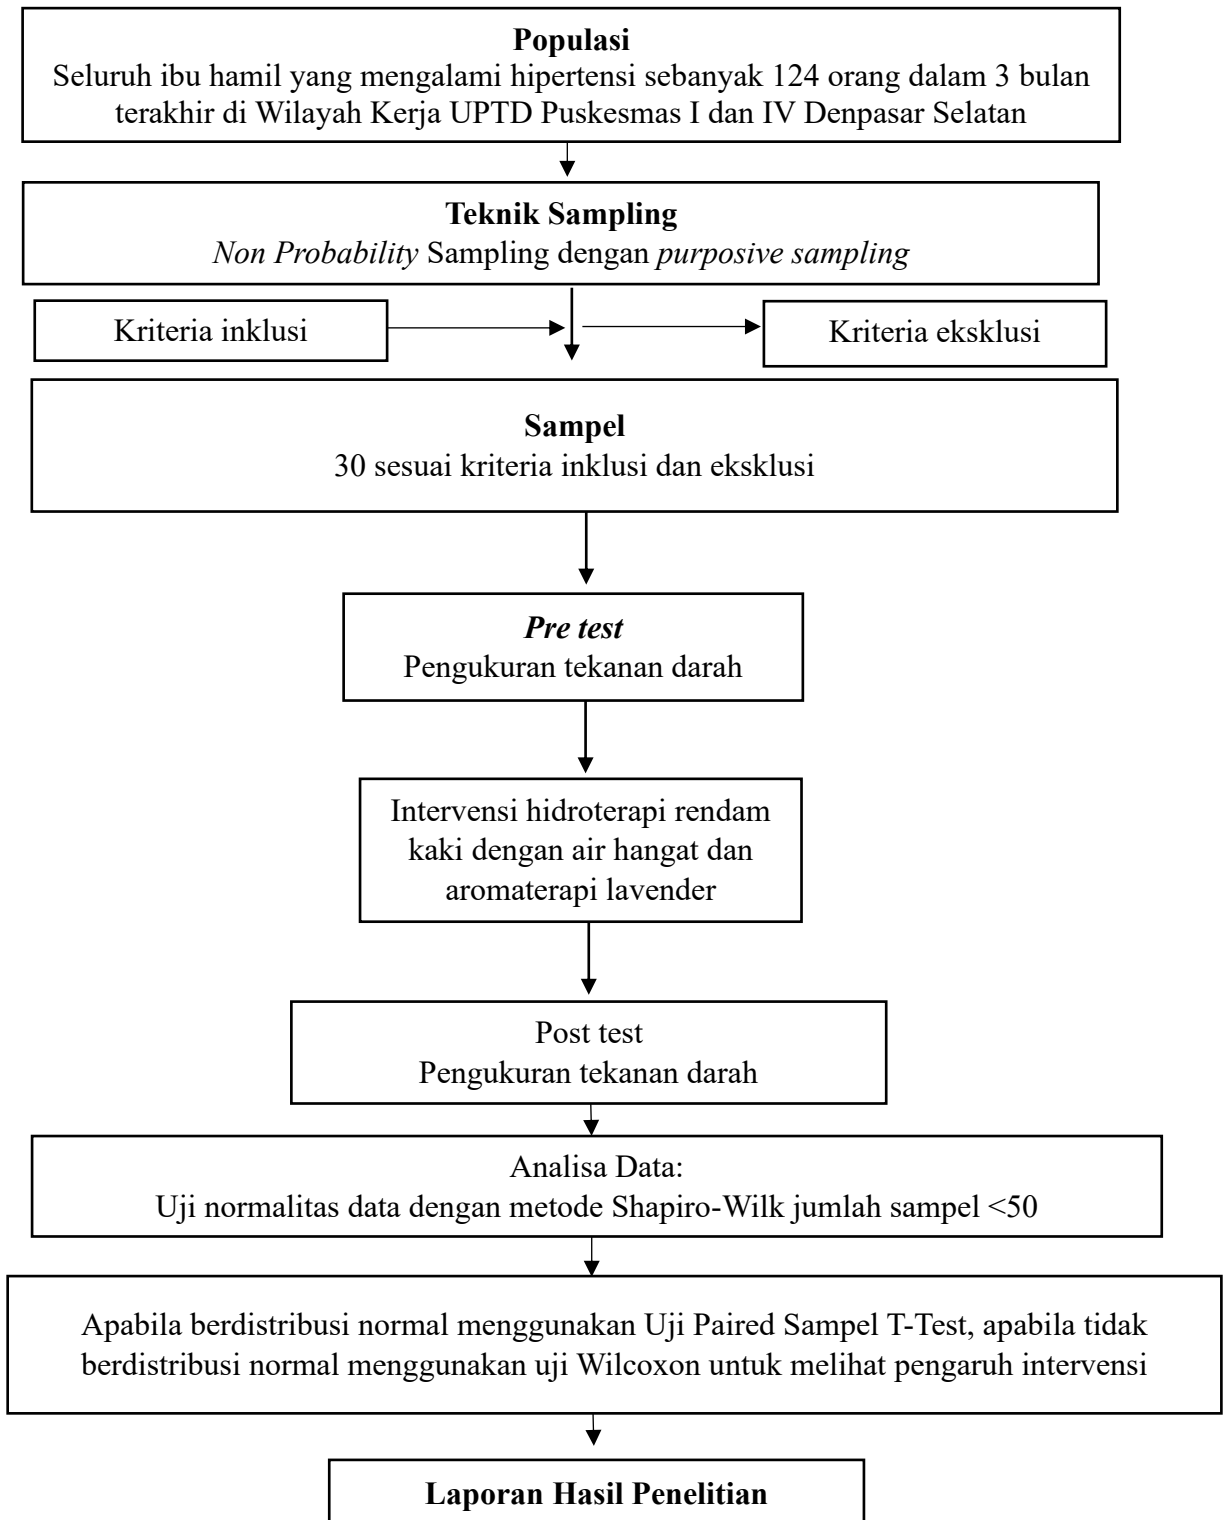 Populasi
Seluruh ibu hamil yang mengalami hipertensi sebanyak 124 orang dalam 3 bulan
terakhir di Wilayah Kerja UPTD Puskesmas I dan IV Denpasar Selatan
Teknik Sampling
Non Probability Sampling dengan purposive sampling
Kriteria inklusi
Kriteria eksklusi
Sampel
30 sesuai kriteria inklusi dan eksklusi
Pre test
Pengukuran tekanan darah
Intervensi hidroterapi rendam
kaki dengan air hangat dan
aromaterapi lavender
Post test
Pengukuran tekanan darah
Analisa Data:
Uji normalitas data dengan metode Shapiro-Wilk jumlah sampel <50
Apabila berdistribusi normal menggunakan Uji Paired Sampel T-Test, apabila tidak
berdistribusi normal menggunakan uji Wilcoxon untuk melihat pengaruh intervensi
Laporan Hasil Penelitian